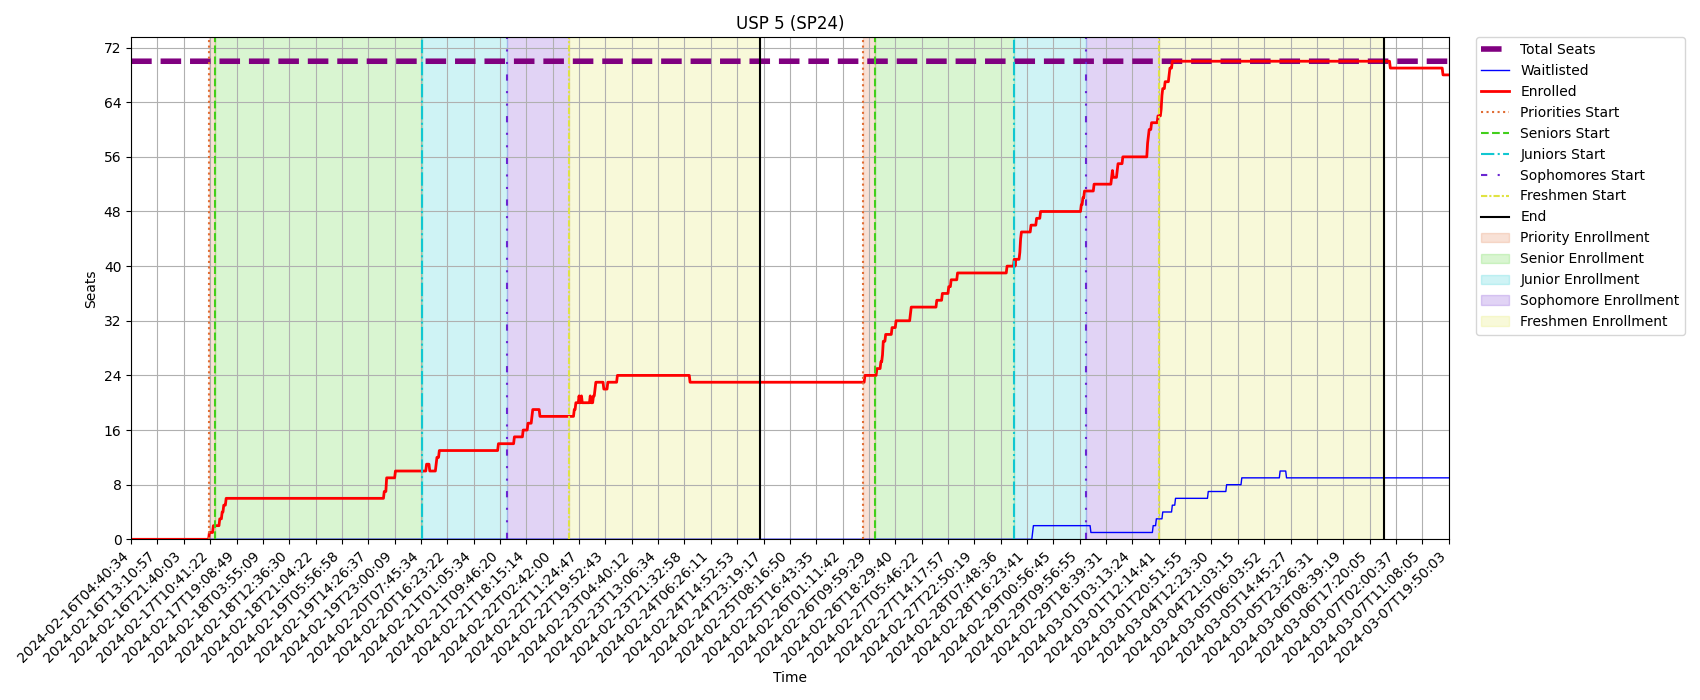 USP 5 (SP24)
72
64
56
48
40
32
24
16
8
0
Seats
2024-02-16T04:40:34
2024-02-16T13:10:57
2024-02-16T21:40:03
2024-02-17T10:41:22
2024-02-17T19:08:49
2024-02-18T03:55:09
2024-02-18T12:36:30
2024-02-18T21:04:22
2024-02-19T05:56:58
2024-02-19T14:26:37
2024-02-19T23:00:09
2024-02-20T07:45:34
2024-02-20T16:23:22
2024-02-21T01:05:34
2024-02-21T09:46:20
2024-02-21T18:15:14
2024-02-22T02:42:00
2024-02-22T11:24:47
2024-02-22T19:52:43
2024-02-23T04:40:12
2024-02-23T13:06:34
2024-02-23T21:32:58
2024-02-24T06:26:11
2024-02-24T14:52:53
2024-02-24T23:19:17
2024-02-25T08:16:50
2024-02-25T16:43:35
2024-02-26T01:11:42
2024-02-26T09:59:29
2024-02-26T18:29:40
2024-02-27T05:46:22
2024-02-27T14:17:57
2024-02-27T22:50:19
2024-02-28T07:48:36
2024-02-28T16:23:41
2024-02-29T00:56:45
2024-02-29T09:56:55
2024-02-29T18:39:31
2024-03-01T03:13:24
2024-03-01T12:14:41
2024-03-01T20:51:55
2024-03-04T12:23:30
2024-03-04T21:03:15
2024-03-05T06:03:52
2024-03-05T14:45:27
2024-03-05T23:26:31
2024-03-06T08:39:19
2024-03-06T17:20:05
2024-03-07T02:00:37
2024-03-07T11:08:05
2024-03-07T19:50:03
Time
Total Seats
Waitlisted
Enrolled
Priorities Start
Seniors Start
Juniors Start
Sophomores Start
Freshmen Start
End
Priority Enrollment
Senior Enrollment
Junior Enrollment
Sophomore Enrollment
Freshmen Enrollment